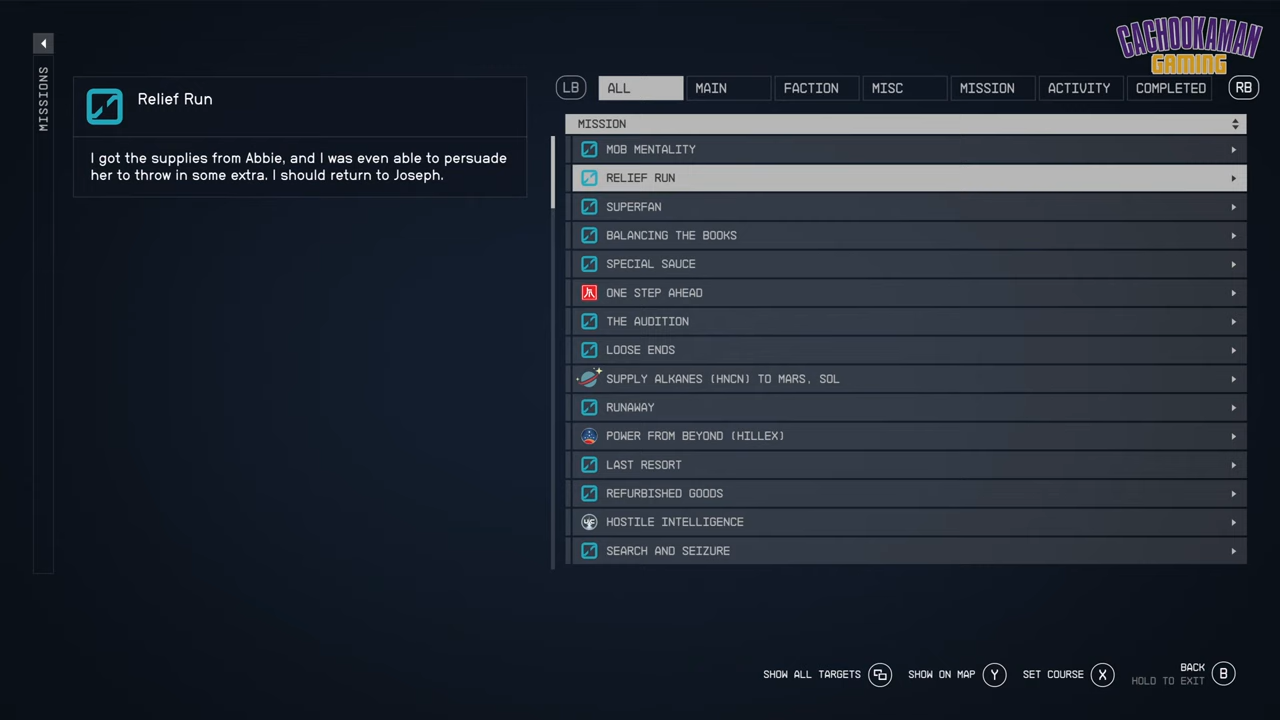 CACHOOKAMAN
GAMING
MISSIONS
Relief Run
I got the supplies from Abbie, and I was even able to persuade
her to throw in some extra. I should return to Joseph.
LB ALL MAIN FACTION MISC MISSION ACTIVITY COMPLETED RB
MISSION
MOB MENTALITY
RELIEF RUN
SUPERFAN
BALANCING THE BOOKS
SPECIAL SAUCE
ONE STEP AHEAD
THE AUDITION
LOOSE ENDS
SUPPLY ALKANES (HNCN) TO MARS, SOL
RUNAWAY
POWER FROM BEYOND (HILLEX)
LAST RESORT
REFURBISHED GOODS
HOSTILE INTELLIGENCE
SEARCH AND SEIZURE
SHOW ALL TARGETS SHOW ON MAP Y SET COURSE X BACK B
HOLD TO EXIT